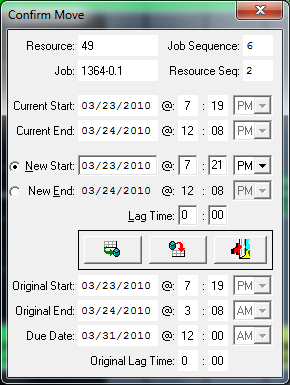 Confirm Move
Resource: 49 Job Sequence: 6
Job: 1364-0.1 Resource Seq: 2
Current Start: 03/23/2010 @: 7 : 19 PM
Current End: 03/24/2010 @: 12 : 08 PM
New Start: 03/23/2010 @: 7 : 21 PM
New End: 03/24/2010 @: 12 : 08 PM
Lag Time: 0 : 00
Original Start: 03/23/2010 @: 7 : 19 PM
Original End: 03/24/2010 @: 3 : 08 AM
Due Date: 03/31/2010 @: 12 : 00 AM
Original Lag Time: 0 : 00